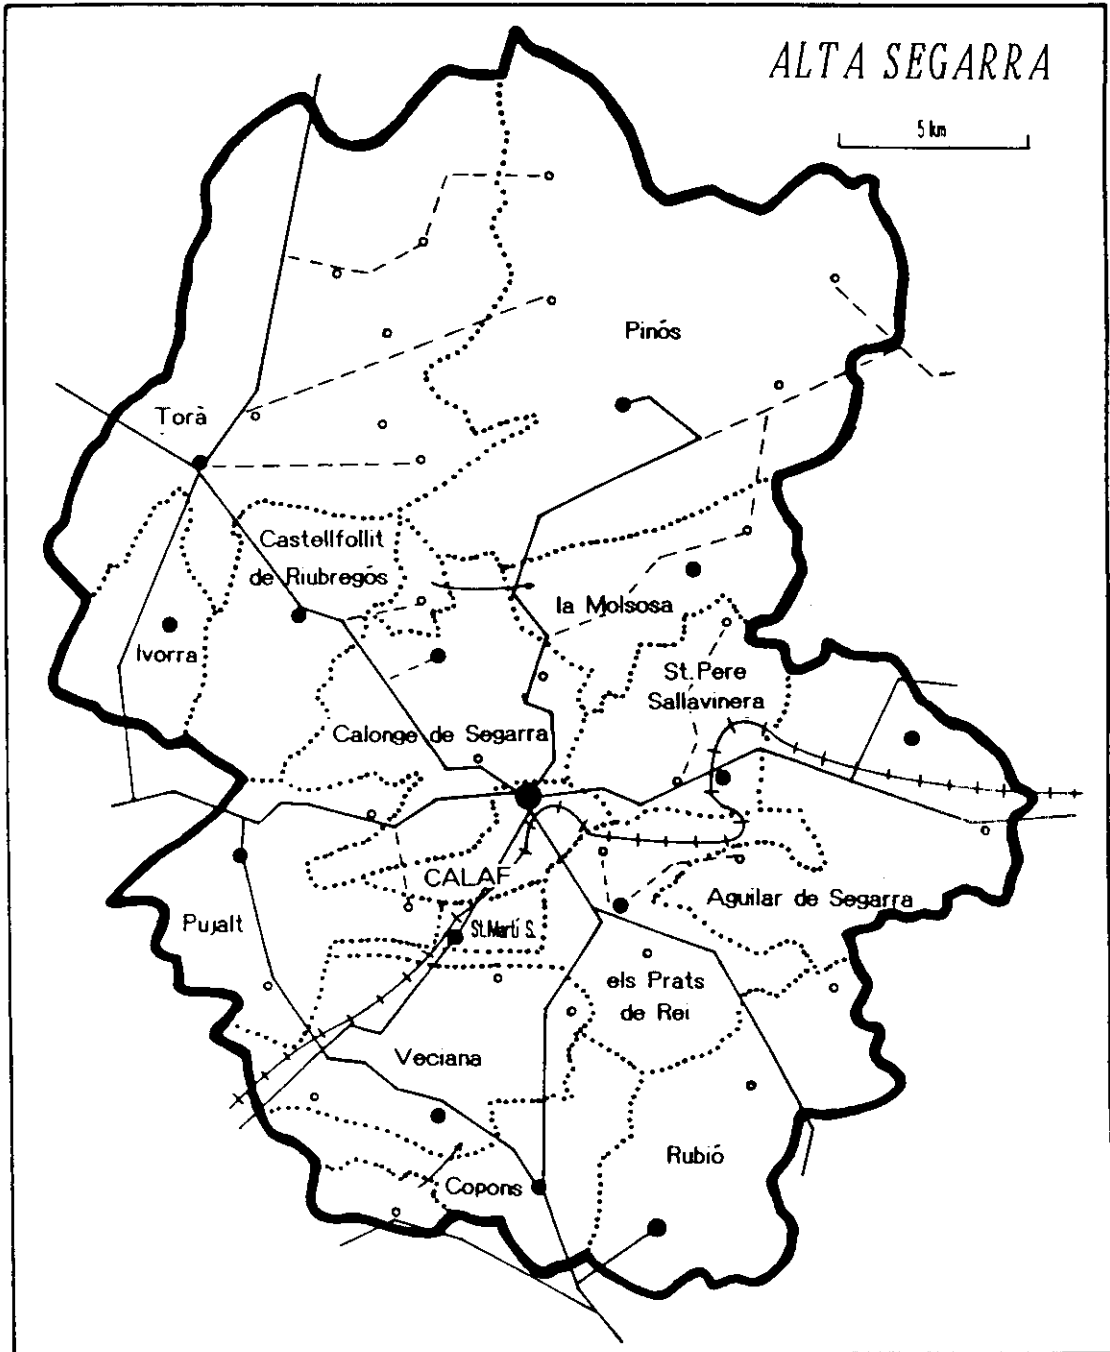 ALTA SEGARRA
5 km
Pinós
Torà
Castellfollit
de Riubregós
la Molsosa
Ivorra
St. Pere
Sallavinera
Calonge de Segarra
CALAF
Aguilar de Segarra
Pujalt
St. Martí S.
els Prats
de Rei
Veciana
Rubió
Copons